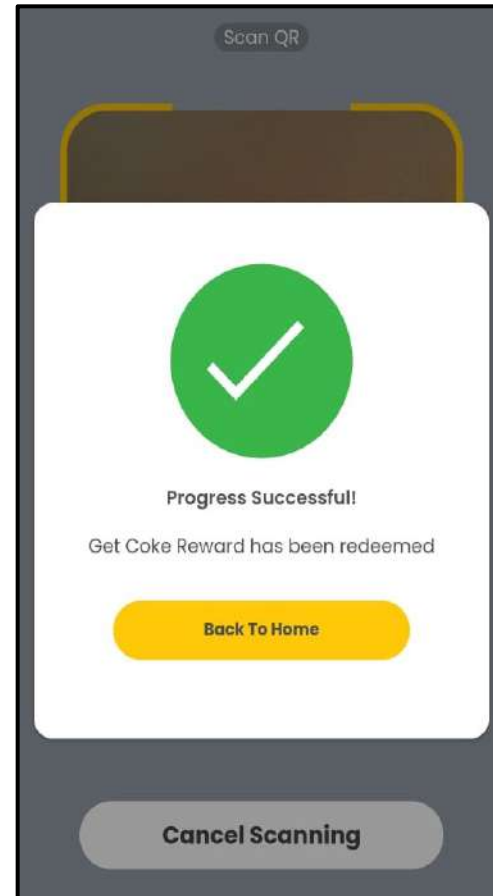 Scan QR
Progress Successful!
Get Coke Reward has been redeemed
Back To Home
Cancel Scanning